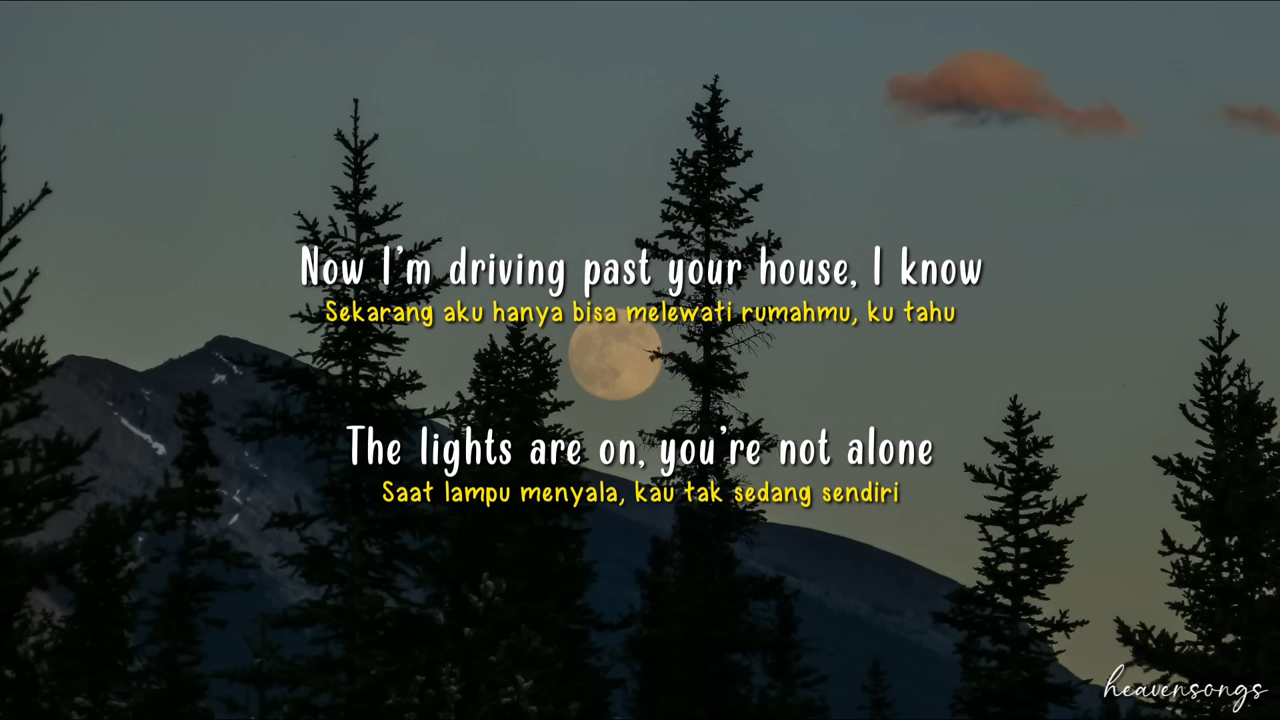 Now I'm driving past your house, I know
Sekarang aku hanya bisa melewati rumahmu, ku tahu
The lights are on, you're not alone
Saat lampu menyala, kau tak sedang sendiri
heavensongs